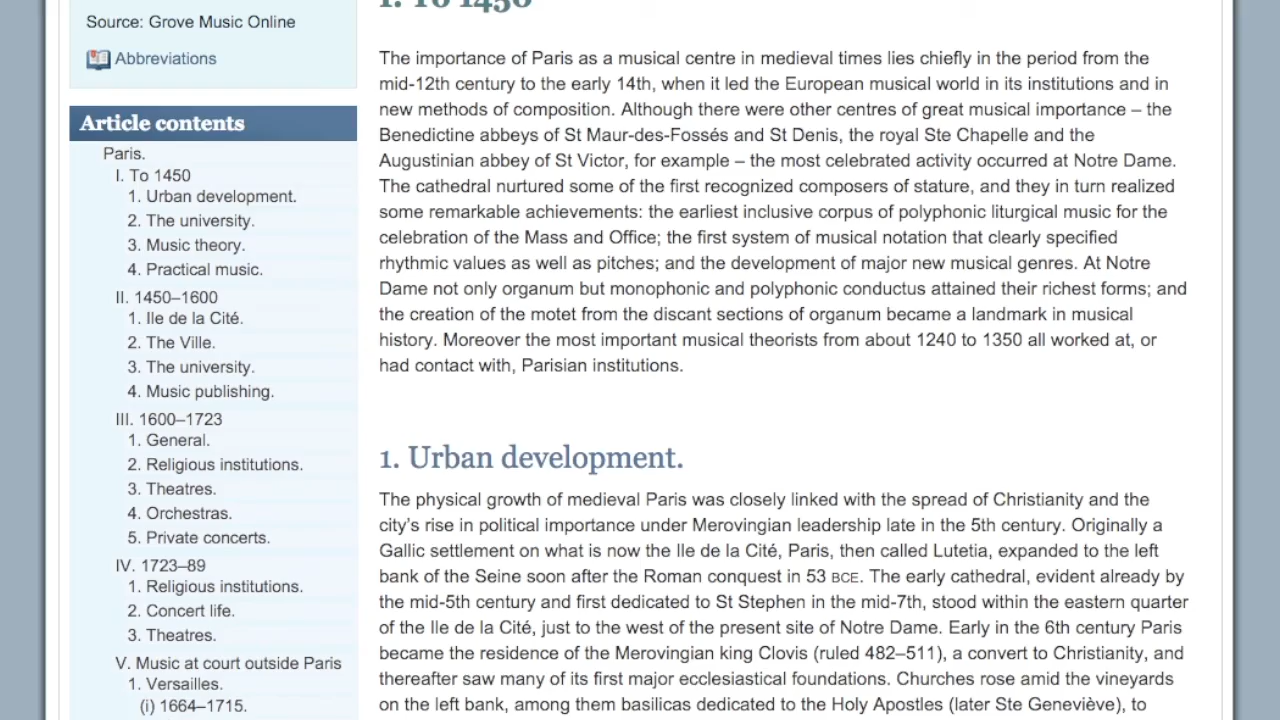 Source: Grove Music Online
Abbreviations
Article contents
Paris.
I. To 1450
1. Urban development.
2. The university.
3. Music theory.
4. Practical music.
II. 1450–1600
1. Ile de la Cité.
2. The Ville.
3. The university.
4. Music publishing.
III. 1600–1723
1. General.
2. Religious institutions.
3. Theatres.
4. Orchestras.
5. Private concerts.
IV. 1723–89
1. Religious institutions.
2. Concert life.
3. Theatres.
V. Music at court outside Paris
1. Versailles.
(i) 1664–1715.
I. To 1450
The importance of Paris as a musical centre in medieval times lies chiefly in the period from the
mid-12th century to the early 14th, when it led the European musical world in its institutions and in
new methods of composition. Although there were other centres of great musical importance – the
Benedictine abbeys of St Maur-des-Fossés and St Denis, the royal Ste Chapelle and the
Augustinian abbey of St Victor, for example – the most celebrated activity occurred at Notre Dame.
The cathedral nurtured some of the first recognized composers of stature, and they in turn realized
some remarkable achievements: the earliest inclusive corpus of polyphonic liturgical music for the
celebration of the Mass and Office; the first system of musical notation that clearly specified
rhythmic values as well as pitches; and the development of major new musical genres. At Notre
Dame not only organum but monophonic and polyphonic conductus attained their richest forms; and
the creation of the motet from the discant sections of organum became a landmark in musical
history. Moreover the most important musical theorists from about 1240 to 1350 all worked at, or
had contact with, Parisian institutions.
1. Urban development.
The physical growth of medieval Paris was closely linked with the spread of Christianity and the
city's rise in political importance under Merovingian leadership late in the 5th century. Originally a
Gallic settlement on what is now the Ile de la Cité, Paris, then called Lutetia, expanded to the left
bank of the Seine soon after the Roman conquest in 53 BCE. The early cathedral, evident already by
the mid-5th century and first dedicated to St Stephen in the mid-7th, stood within the eastern quarter
of the Ile de la Cité, just to the west of the present site of Notre Dame. Early in the 6th century Paris
became the residence of the Merovingian king Clovis (ruled 482–511), a convert to Christianity, and
thereafter saw many of its first major ecclesiastical foundations. Churches rose amid the vineyards
on the left bank, among them basilicas dedicated to the Holy Apostles (later Ste Geneviève), to